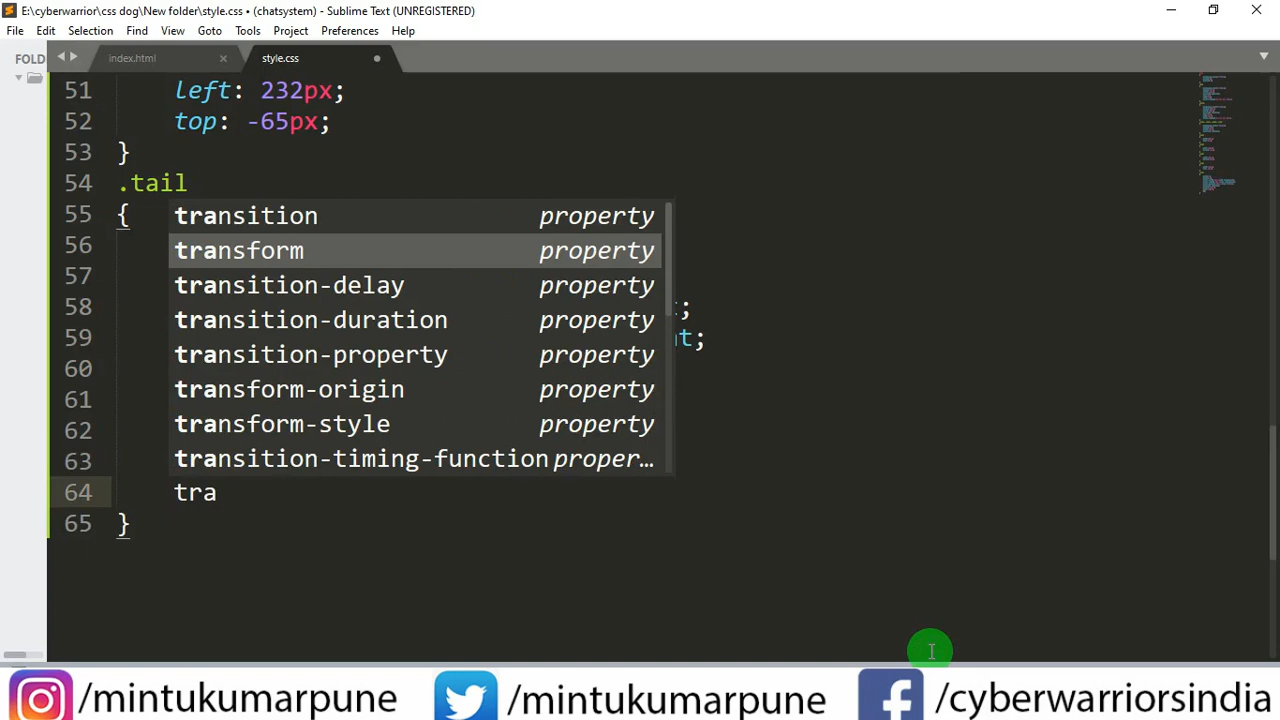 E:\cyberwarrior\css dog\New folder\style.css • (chatsystem) - Sublime Text (UNREGISTERED)
File Edit Selection Find View Goto Tools Project Preferences Help
FOLD
index.html
style.css
51 left: 232px;
52 top: -65px;
53 }
54 .tail
55 {
transition property
56
transform property
57
transition-delay property
58 ;
transition-duration property
59 t;
transition-property property
60
transform-origin property
61
transform-style property
62
transition-timing-function proper…
63
64 tra
65 }
/mintukumarpune /mintukumarpune /cyberwarriorsindia